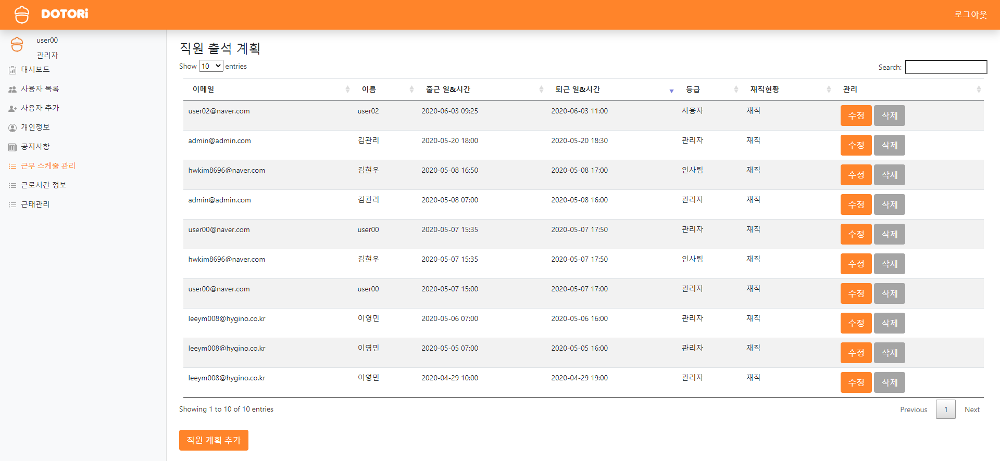 DOTORi
로그아웃
user00
관리자
대시보드
사용자 목록
사용자 추가
개인정보
공지사항
근무 스케줄 관리
근로시간 정보
근태관리
직원 출석 계획
Show 10 entries
Search:
이메일 이름 출근 일&시간 퇴근 일&시간 등급 재직현황 관리
user02@naver.com user02 2020-06-03 09:25 2020-06-03 11:00 사용자 재직 수정 삭제
admin@admin.com 김관리 2020-05-20 18:00 2020-05-20 18:30 관리자 재직 수정 삭제
hwkim8696@naver.com 김현우 2020-05-08 16:50 2020-05-08 17:00 인사팀 재직 수정 삭제
admin@admin.com 김관리 2020-05-08 07:00 2020-05-08 16:00 관리자 재직 수정 삭제
user00@naver.com user00 2020-05-07 15:35 2020-05-07 17:50 관리자 재직 수정 삭제
hwkim8696@naver.com 김현우 2020-05-07 15:35 2020-05-07 17:50 인사팀 재직 수정 삭제
user00@naver.com user00 2020-05-07 15:00 2020-05-07 17:00 관리자 재직 수정 삭제
leeym008@hygino.co.kr 이영민 2020-05-06 07:00 2020-05-06 16:00 관리자 재직 수정 삭제
leeym008@hygino.co.kr 이영민 2020-05-05 07:00 2020-05-05 16:00 관리자 재직 수정 삭제
leeym008@hygino.co.kr 이영민 2020-04-29 10:00 2020-04-29 19:00 관리자 재직 수정 삭제
Showing 1 to 10 of 10 entries
Previous 1 Next
직원 계획 추가